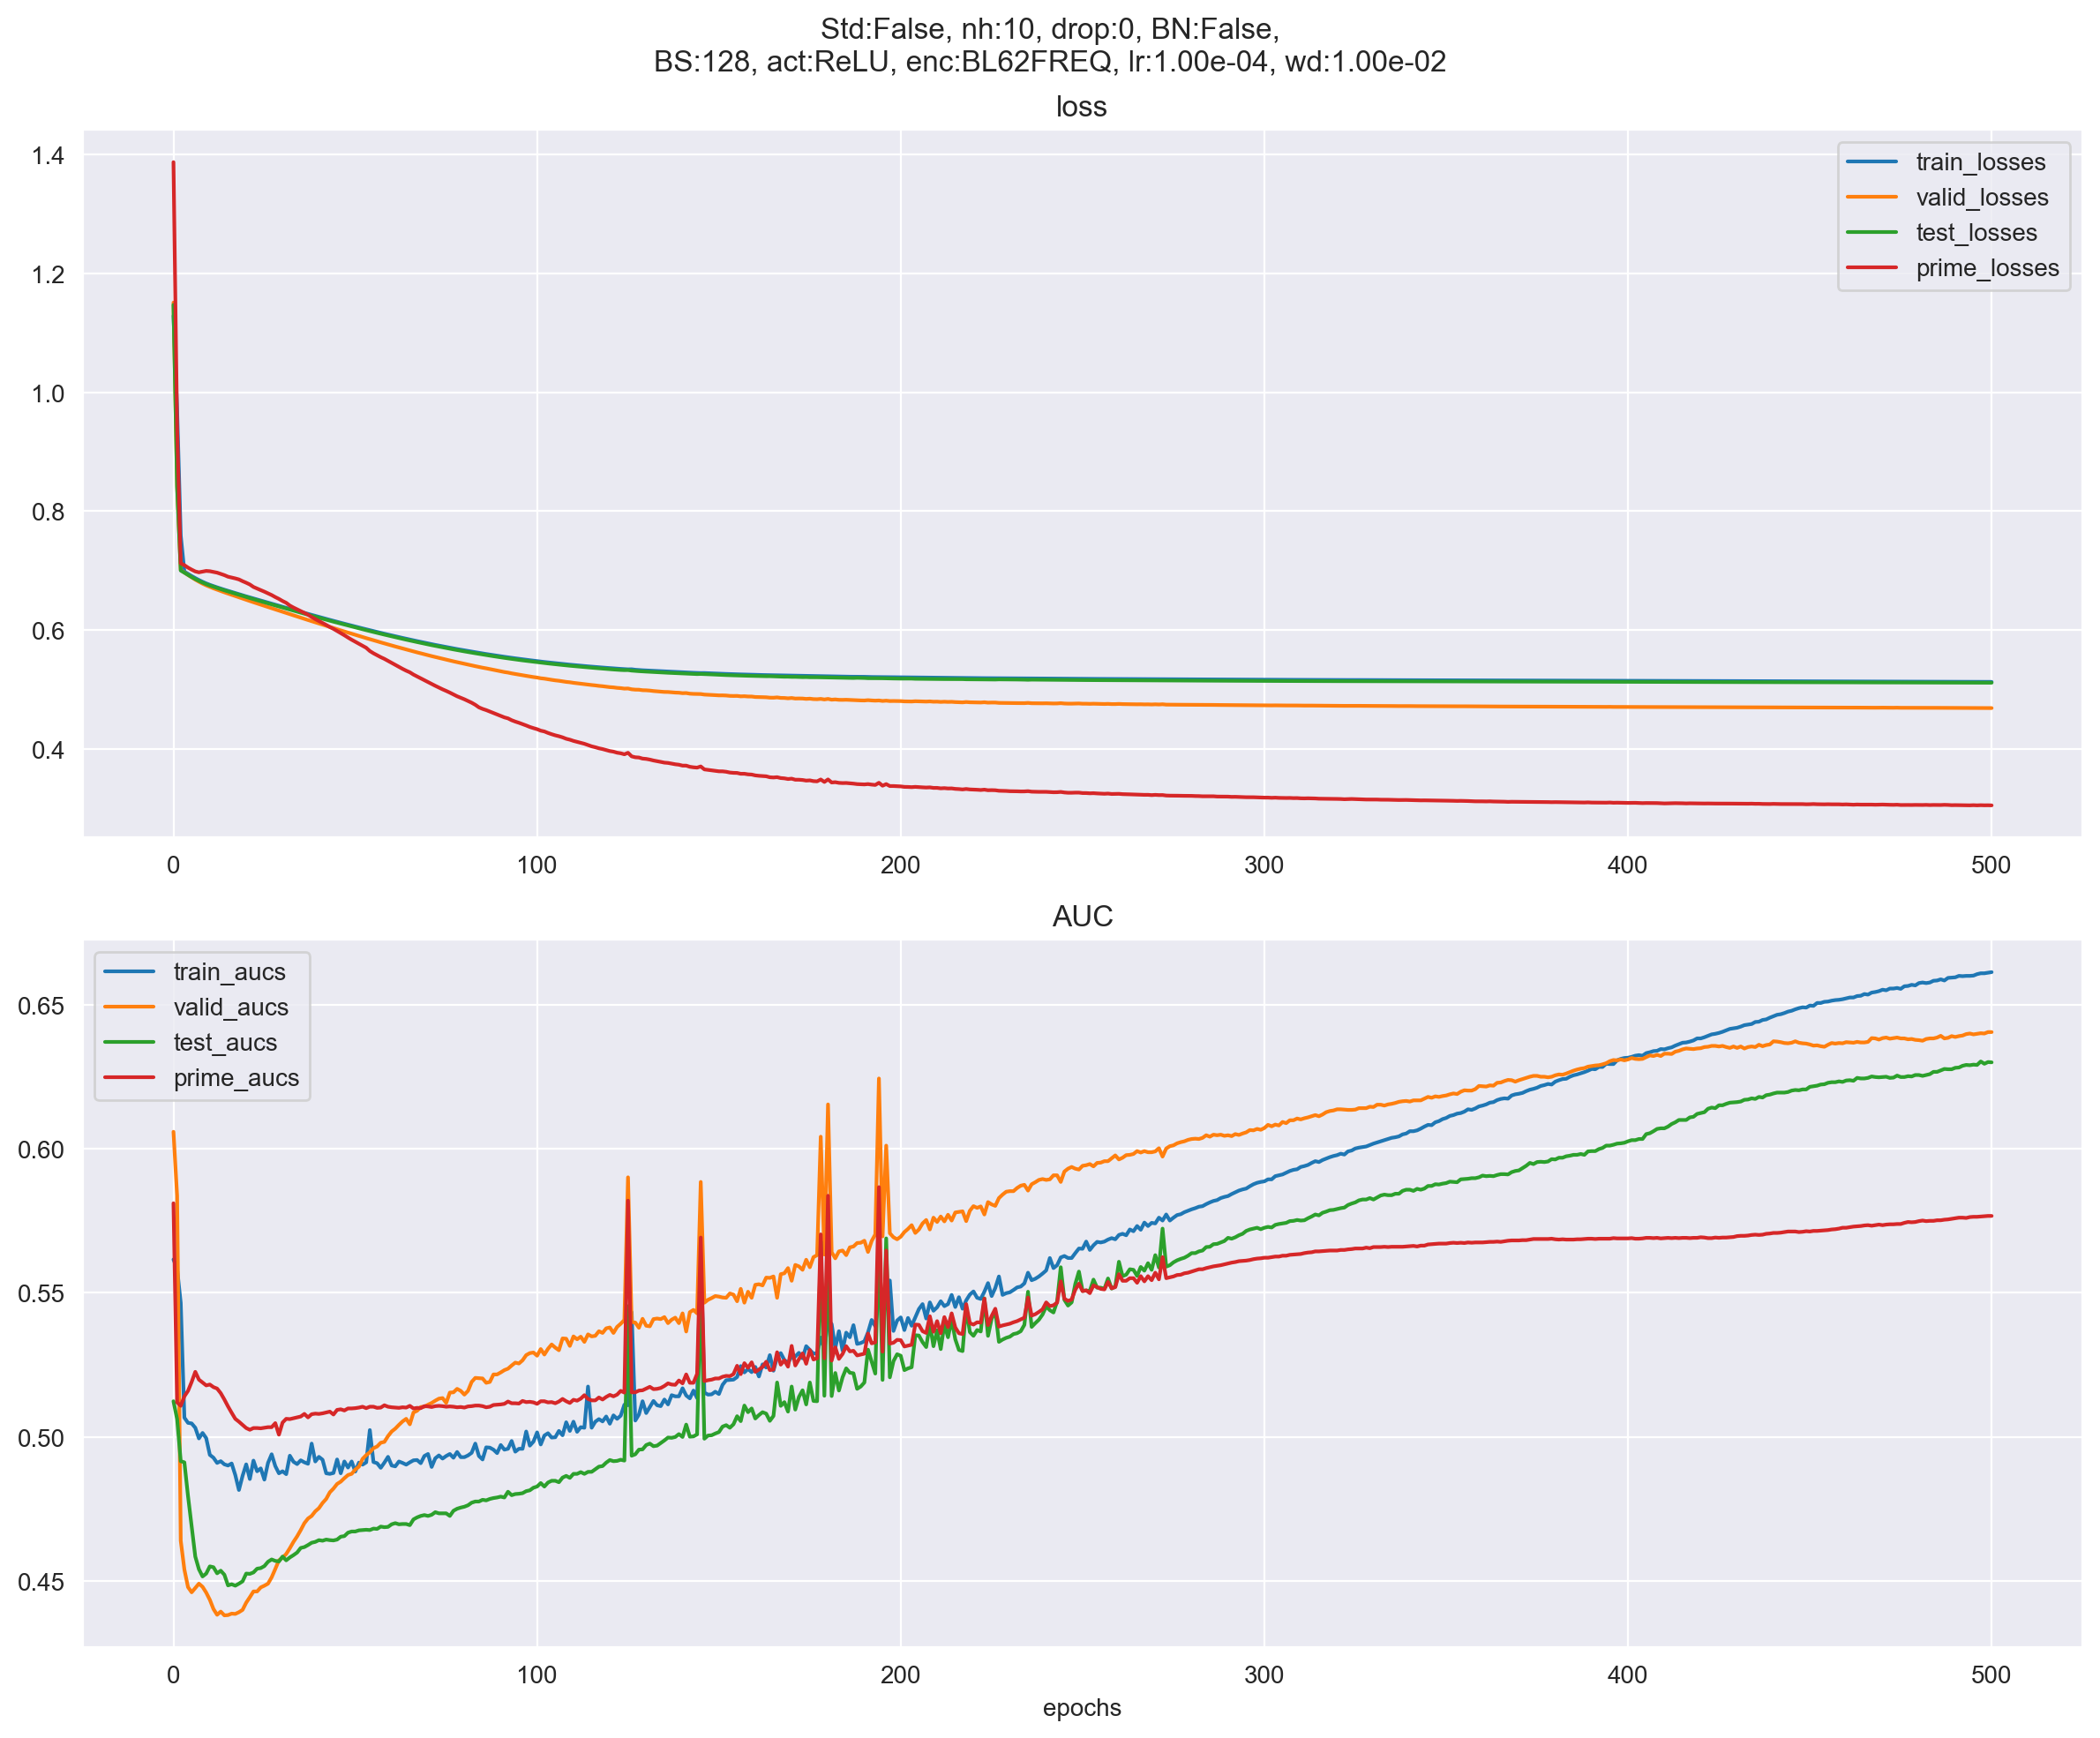 Std:False, nh:10, drop:0, BN:False,
BS:128, act:ReLU, enc:BL62FREQ, lr:1.00e-04, wd:1.00e-02
loss
1.4
1.2
1.0
0.8
0.6
0.4
train_losses
valid_losses
test_losses
prime_losses
0 100 200 300 400 500
AUC
train_aucs
valid_aucs
test_aucs
prime_aucs
0.65
0.60
0.55
0.50
0.45
0 100 200 300 400 500
epochs